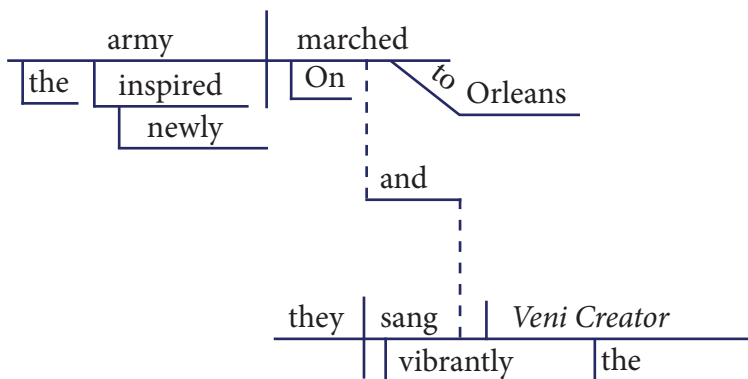 army marched
the inspired On to Orleans
newly
and
they sang Veni Creator
vibrantly the